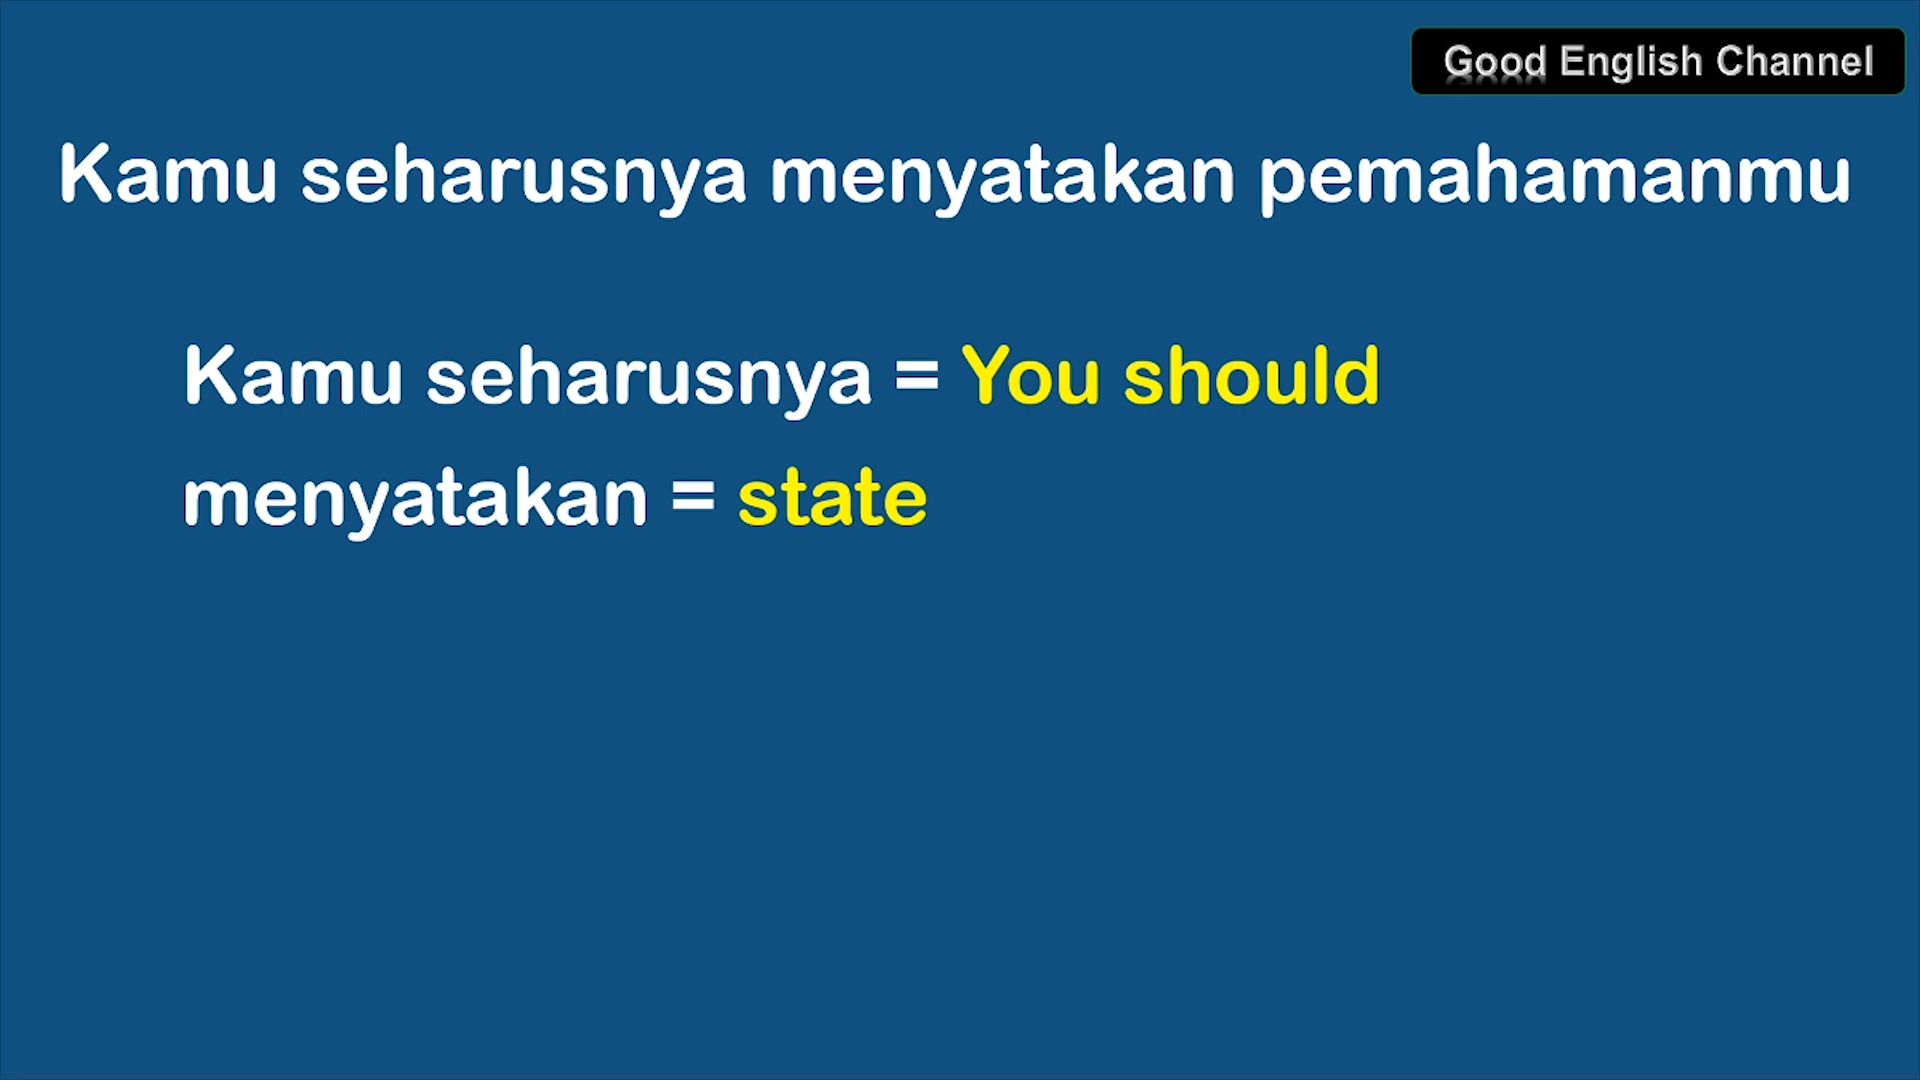 Good English Channel
Kamu seharusnya menyatakan pemahamanmu
Kamu seharusnya = You should
menyatakan = state